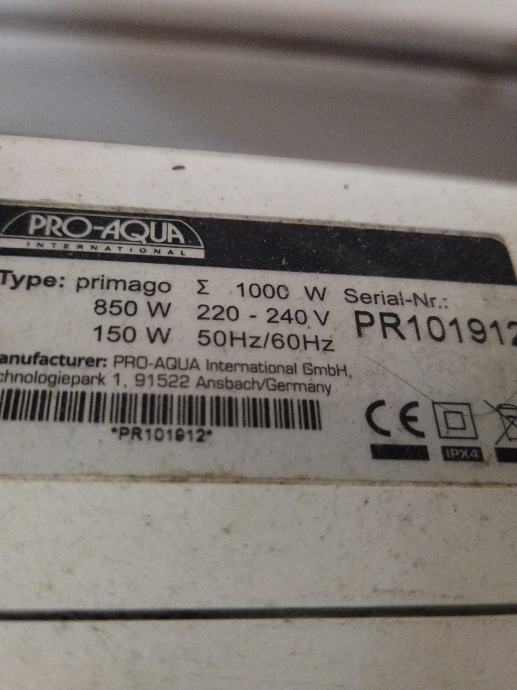 PRO-AQUA
INTERNATIONAL
Type: primago Σ 1000 W Serial-Nr.:
850 W 220 - 240 V PR101912
150 W 50Hz/60Hz
anufacturer: PRO-AQUA International GmbH,
chnologiepark 1, 91522 Ansbach/Germany
*PR101912*
CE
IPX4